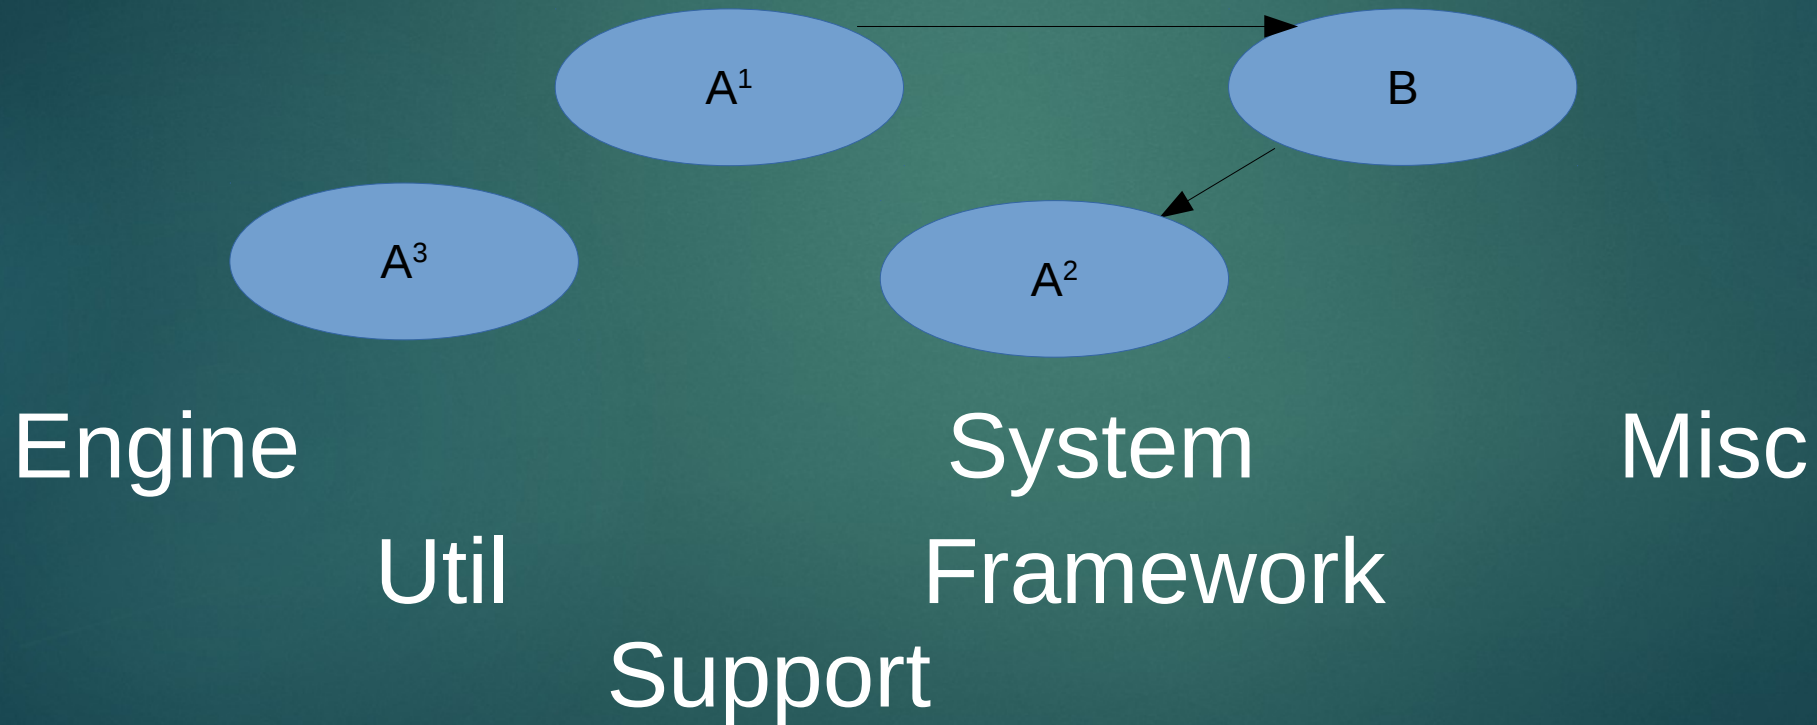 A¹
B
A³
A²
Engine
System
Misc
Util
Framework
Support